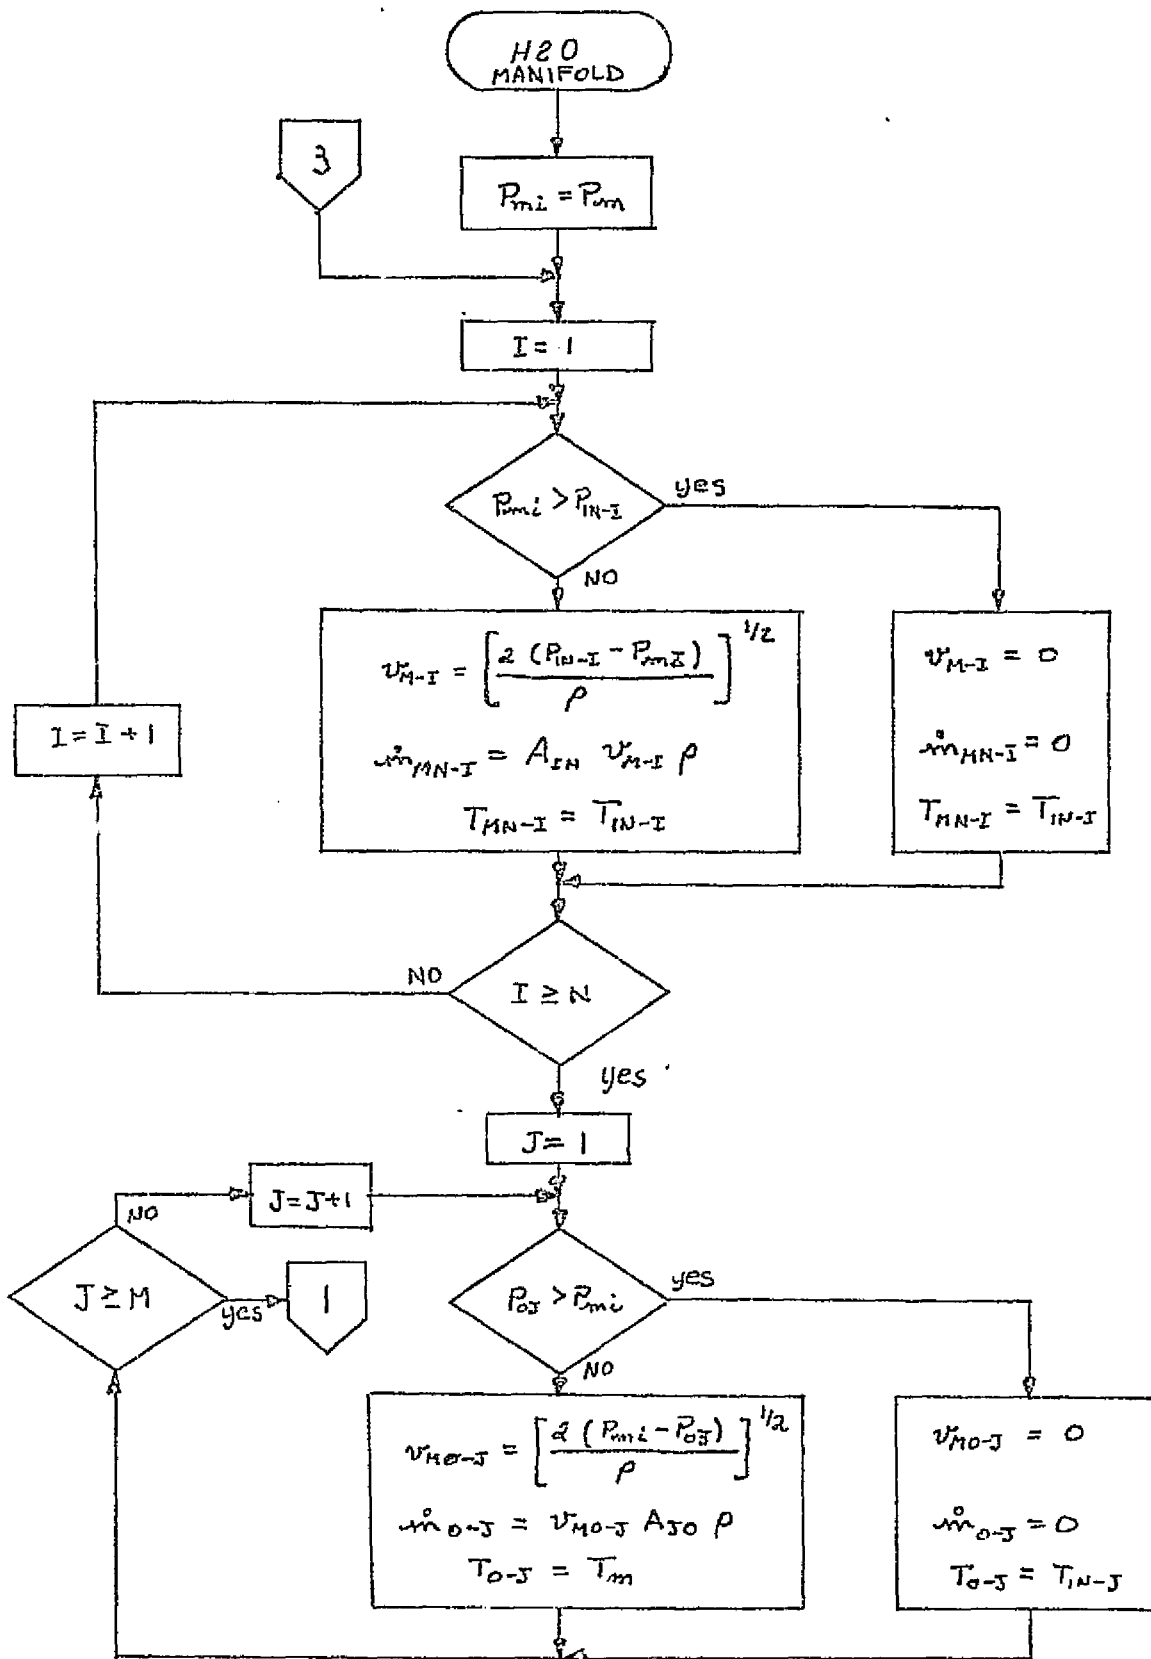 H2O
MANIFOLD
3
Pmi = Pm
I = 1
Pmi > PIN-I
yes
NO
vM-I = [2 (PIN-I - PmI) / ρ]^1/2
ṁMN-I = AIN vM-I ρ
TMN-I = TIN-I
vM-I = 0
ṁMN-I = 0
TMN-I = TIN-I
I = I + 1
NO
I ≥ N
yes
J = 1
J = J+1
NO
J ≥ M
yes
1
POJ > Pmi
yes
NO
vMO-J = [2 (Pmi - POJ) / ρ]^1/2
ṁO-J = vMO-J AJO ρ
TO-J = Tm
vMO-J = 0
ṁO-J = 0
TO-J = TIN-J